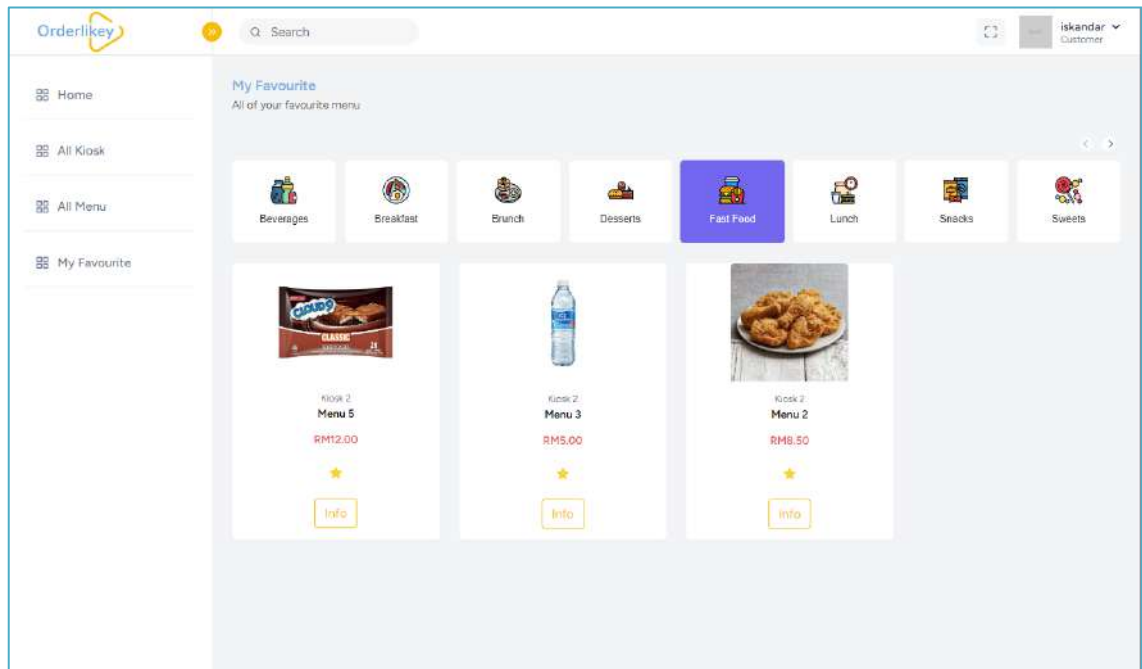 Orderlikey
Search
iskandar
Customer
Home
All Kiosk
All Menu
My Favourite
My Favourite
All of your favourite menu
Beverages
Breakfast
Brunch
Desserts
Fast Food
Lunch
Snacks
Sweets
CLOUD9
CLASSIC
Kiosk 2
Menu 5
RM12.00
Info
Kiosk 2
Menu 3
RM5.00
Info
Kiosk 2
Menu 2
RM8.50
Info